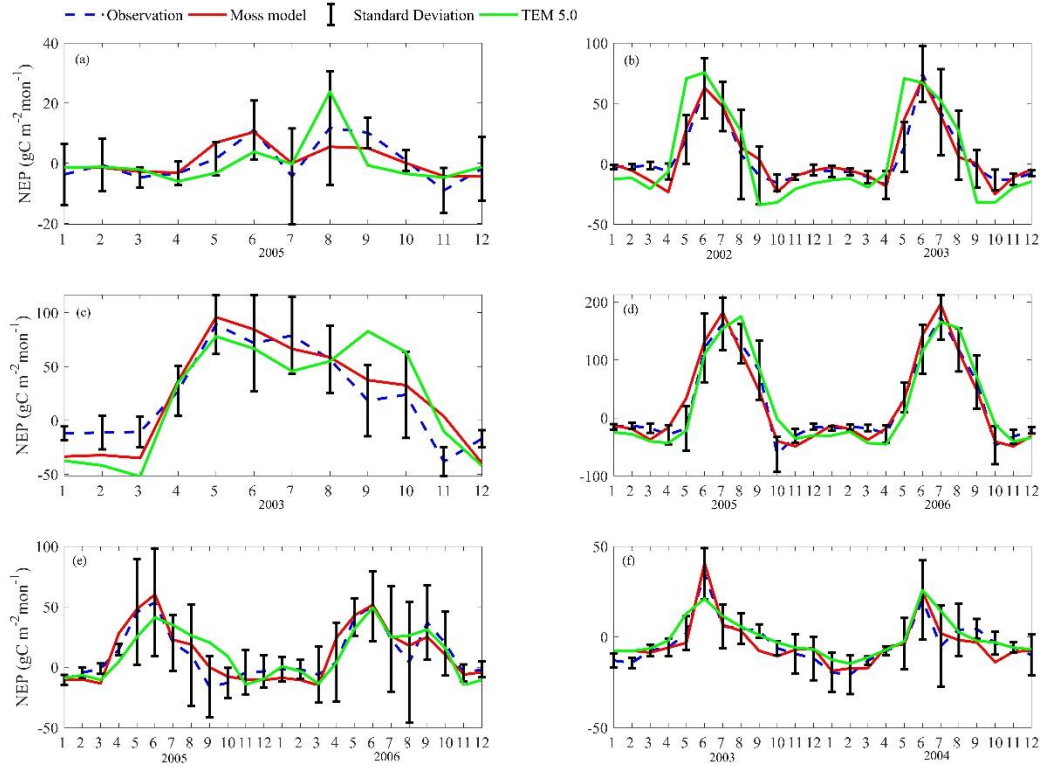 Observation Moss model Standard Deviation TEM 5.0
(a)
NEP (gC m⁻²mon⁻¹)
40
20
0
-20
1 2 3 4 5 6 7 8 9 10 11 12
2005
(b)
100
50
0
-50
1 2 3 4 5 6 7 8 9 10 11 12 1 2 3 4 5 6 7 8 9 10 11 12
2002 2003
(c)
NEP (gC m⁻²mon⁻¹)
100
50
0
-50
1 2 3 4 5 6 7 8 9 10 11 12
2003
(d)
200
100
0
-100
1 2 3 4 5 6 7 8 9 10 11 12 1 2 3 4 5 6 7 8 9 10 11 12
2005 2006
(e)
NEP (gC m⁻²mon⁻¹)
100
50
0
-50
1 2 3 4 5 6 7 8 9 10 11 12 1 2 3 4 5 6 7 8 9 10 11 12
2005 2006
(f)
50
0
-50
1 2 3 4 5 6 7 8 9 10 11 12 1 2 3 4 5 6 7 8 9 10 11 12
2003 2004